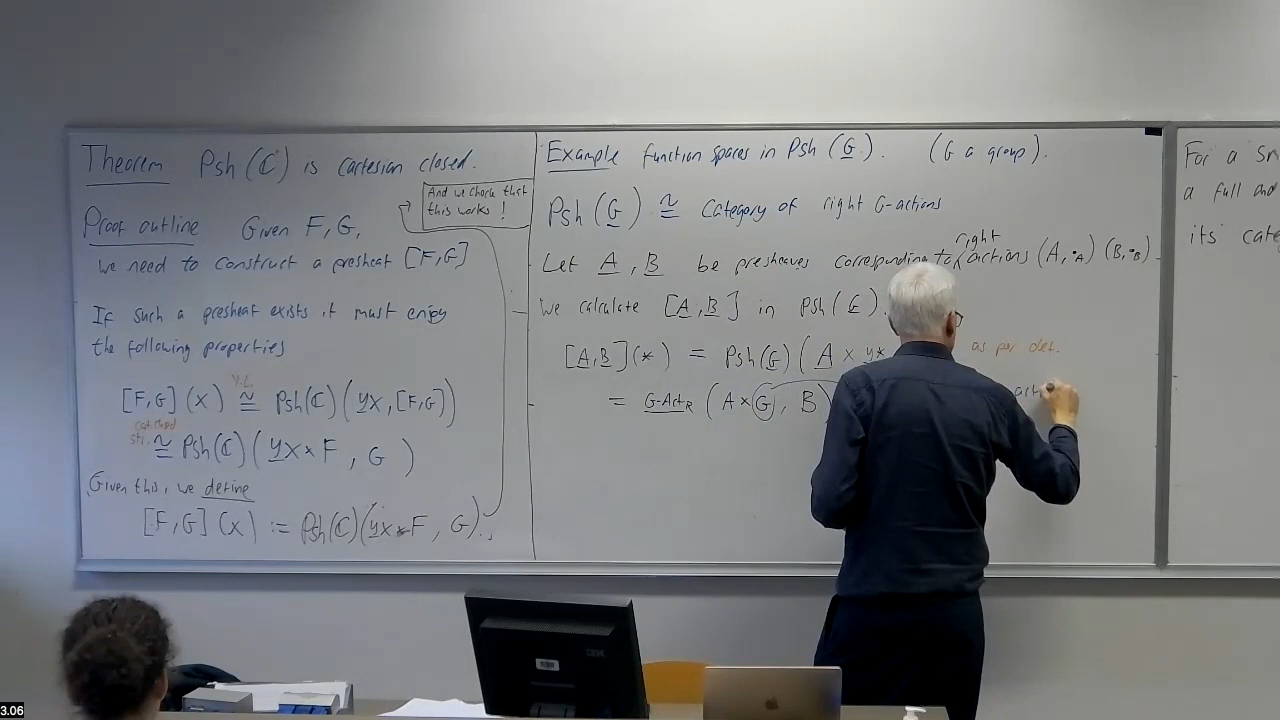 Theorem Psh(ℂ) is cartesian closed.
And we check that
this works!
Proof outline Given F, G,
we need to construct a presheaf [F,G]
If such a presheaf exists it must enjoy
the following properties
Y.L.
[F,G](X) ≅ Psh(ℂ)(yX, [F,G])
≅ Psh(ℂ)(yX × F, G)
Given this, we define
[F,G](X) := Psh(ℂ)(yX × F, G).
Example function spaces in Psh(G). (G a group).
Psh(G) ≅ Category of right G-actions
right
Let A, B be presheaves corresponding to actions (A, ·A) (B, ·B)
We calculate [A,B] in Psh(G).
[A,B](*) = Psh(G)(A × y* as per def.
= G-ActR (A×G, B)
act
For a
a full and
its cate
IBM
3.06